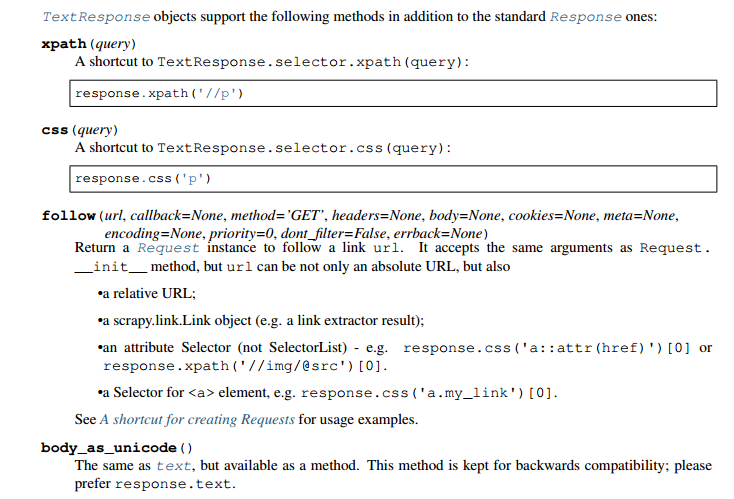 TextResponse objects support the following methods in addition to the standard Response ones:
xpath(query)
A shortcut to TextResponse.selector.xpath(query):
response.xpath('//p')
css(query)
A shortcut to TextResponse.selector.css(query):
response.css('p')
follow(url, callback=None, method='GET', headers=None, body=None, cookies=None, meta=None,
encoding=None, priority=0, dont_filter=False, errback=None)
Return a Request instance to follow a link url. It accepts the same arguments as Request.
__init__ method, but url can be not only an absolute URL, but also
•a relative URL;
•a scrapy.link.Link object (e.g. a link extractor result);
•an attribute Selector (not SelectorList) - e.g. response.css('a::attr(href)')[0] or
response.xpath('//img/@src')[0].
•a Selector for <a> element, e.g. response.css('a.my_link')[0].
See A shortcut for creating Requests for usage examples.
body_as_unicode()
The same as text, but available as a method. This method is kept for backwards compatibility; please
prefer response.text.